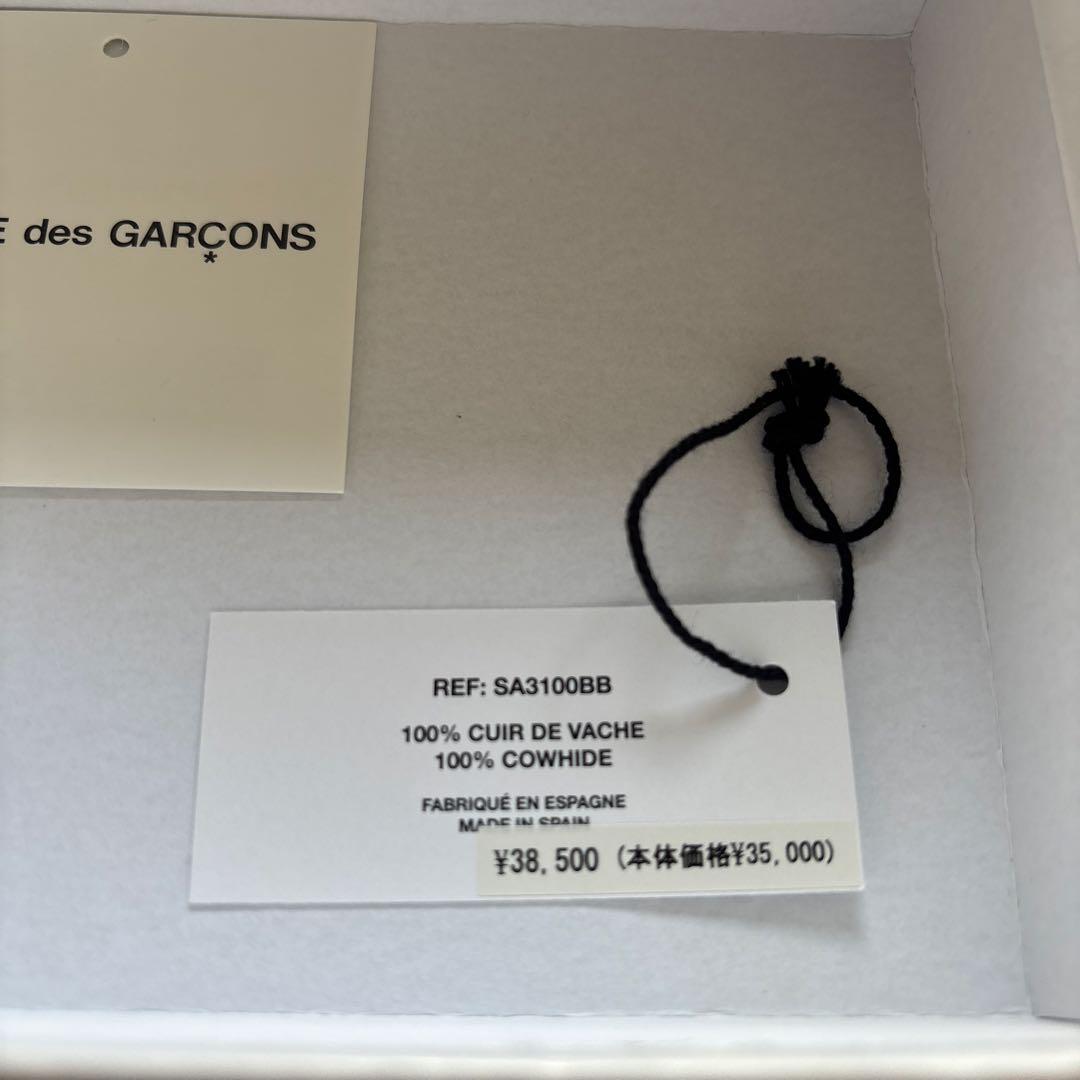 E des GARÇONS
*
REF: SA3100BB
100% CUIR DE VACHE
100% COWHIDE
FABRIQUÉ EN ESPAGNE
MADE IN SPAIN
¥38,500 (本体価格¥35,000)